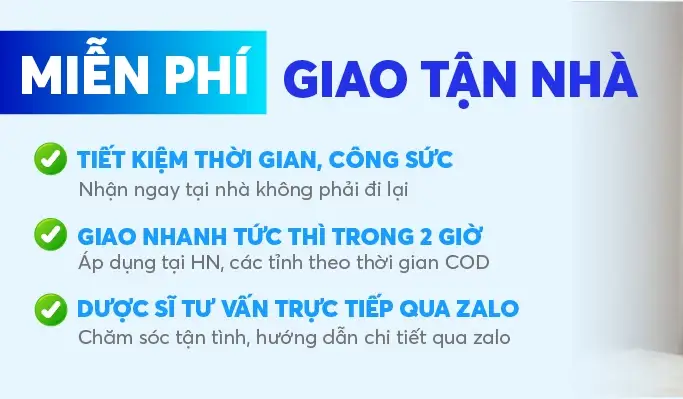 MIỄN PHÍ GIAO TẬN NHÀ
TIẾT KIỆM THỜI GIAN, CÔNG SỨC
Nhận ngay tại nhà không phải đi lại
GIAO NHANH TỨC THÌ TRONG 2 GIỜ
Áp dụng tại HN, các tỉnh theo thời gian COD
DƯỢC SĨ TƯ VẤN TRỰC TIẾP QUA ZALO
Chăm sóc tận tình, hướng dẫn chi tiết qua zalo